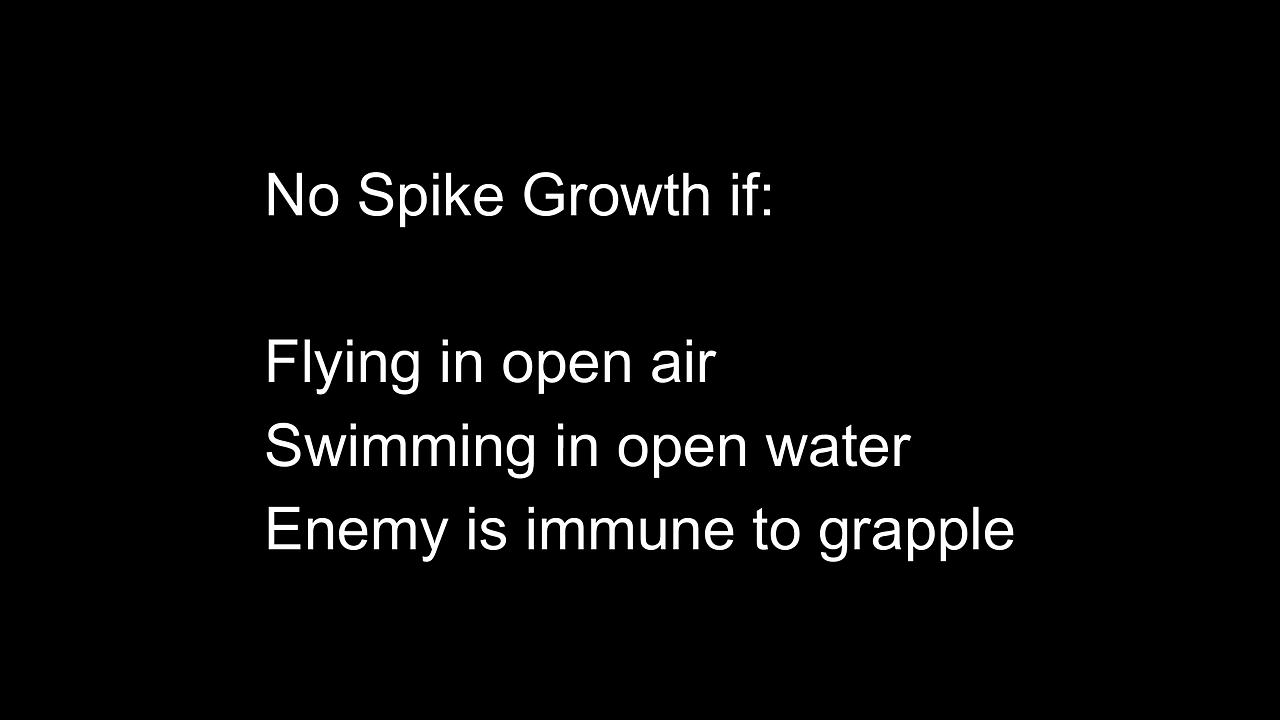 No Spike Growth if:
Flying in open air
Swimming in open water
Enemy is immune to grapple